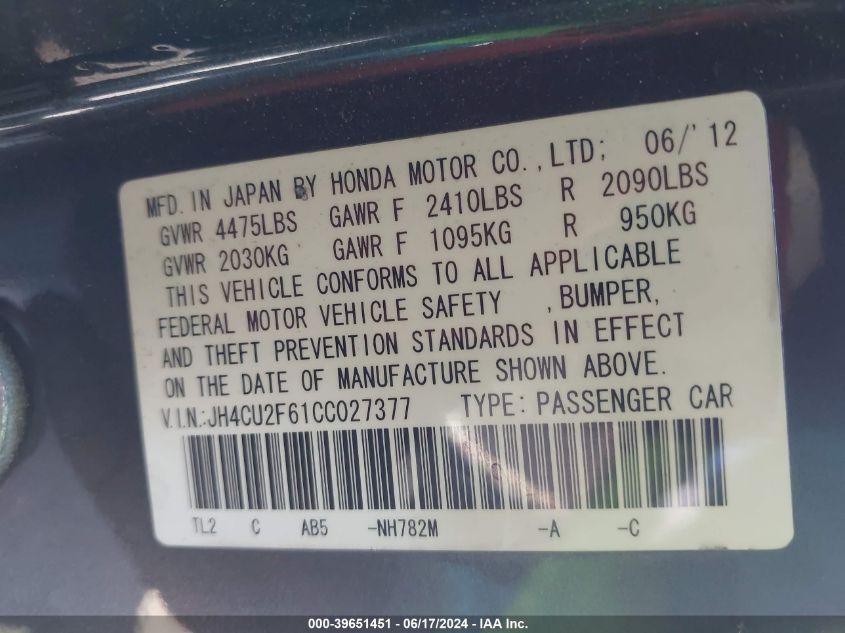 MFD. IN JAPAN BY HONDA MOTOR CO.,LTD; 06/'12
GVWR 4475LBS GAWR F 2410LBS R 2090LBS
GVWR 2030KG GAWR F 1095KG R 950KG
THIS VEHICLE CONFORMS TO ALL APPLICABLE
FEDERAL MOTOR VEHICLE SAFETY ,BUMPER,
AND THEFT PREVENTION STANDARDS IN EFFECT
ON THE DATE OF MANUFACTURE SHOWN ABOVE.
V.I.N.:JH4CU2F61CC027377 TYPE: PASSENGER CAR
TL2 C AB5 -NH782M -A -C
000-39651451 - 06/17/2024 - IAA Inc.